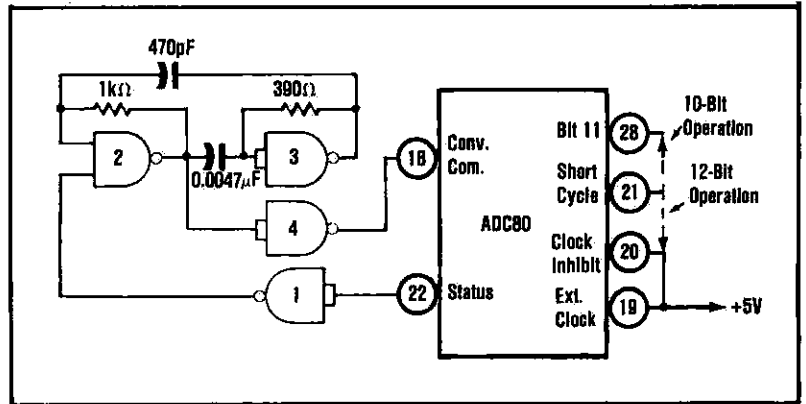 470pF
1kΩ
390Ω
2
3
0.0047μF
4
1
18
Conv.
Com.
22
Status
ADC80
Bit 11
28
Short
Cycle
21
Clock
Inhibit
20
Ext.
Clock
19
10-Bit
Operation
12-Bit
Operation
+5V